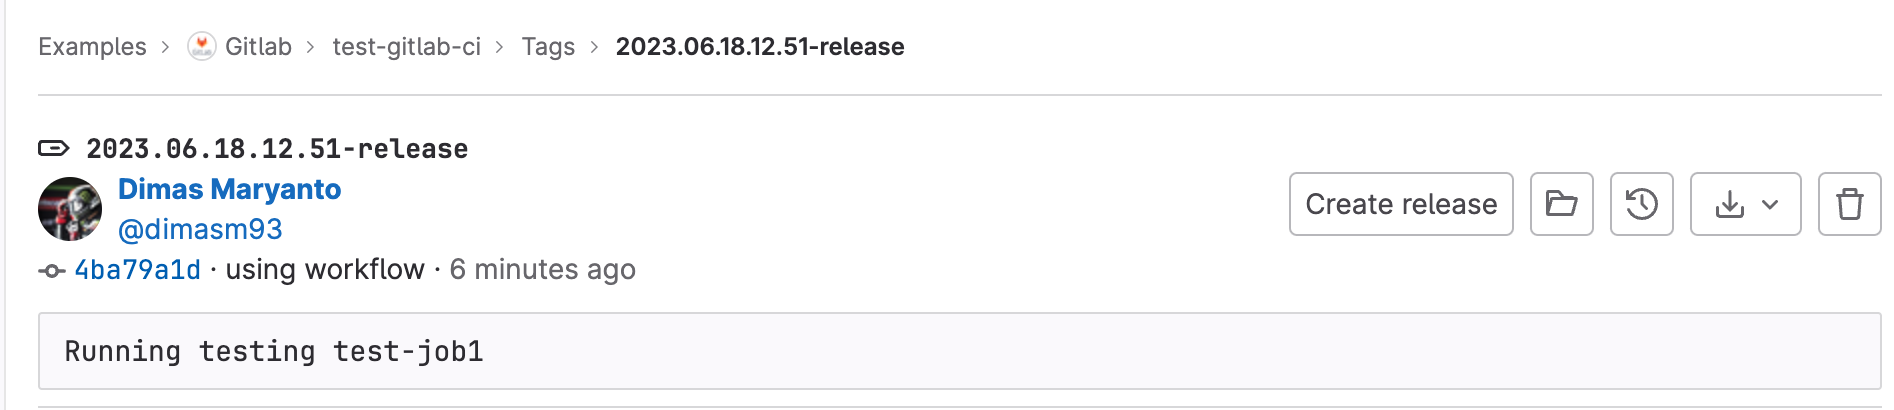 Examples > Gitlab > test-gitlab-ci > Tags > 2023.06.18.12.51-release
2023.06.18.12.51-release
Dimas Maryanto
@dimasm93
Create release
4ba79a1d · using workflow · 6 minutes ago
Running testing test-job1